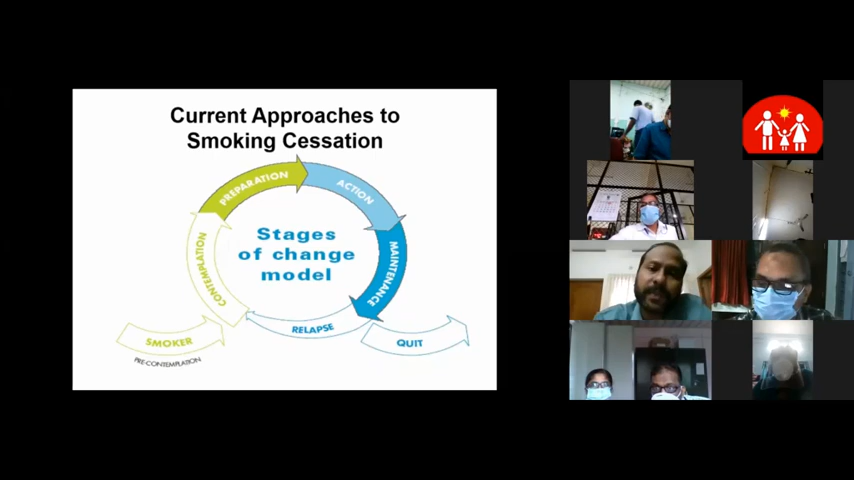 Current Approaches to
Smoking Cessation
PREPARATION
ACTION
CONTEMPLATION
Stages
of change
model
MAINTENANCE
RELAPSE
SMOKER
QUIT
PRE-CONTEMPLATION